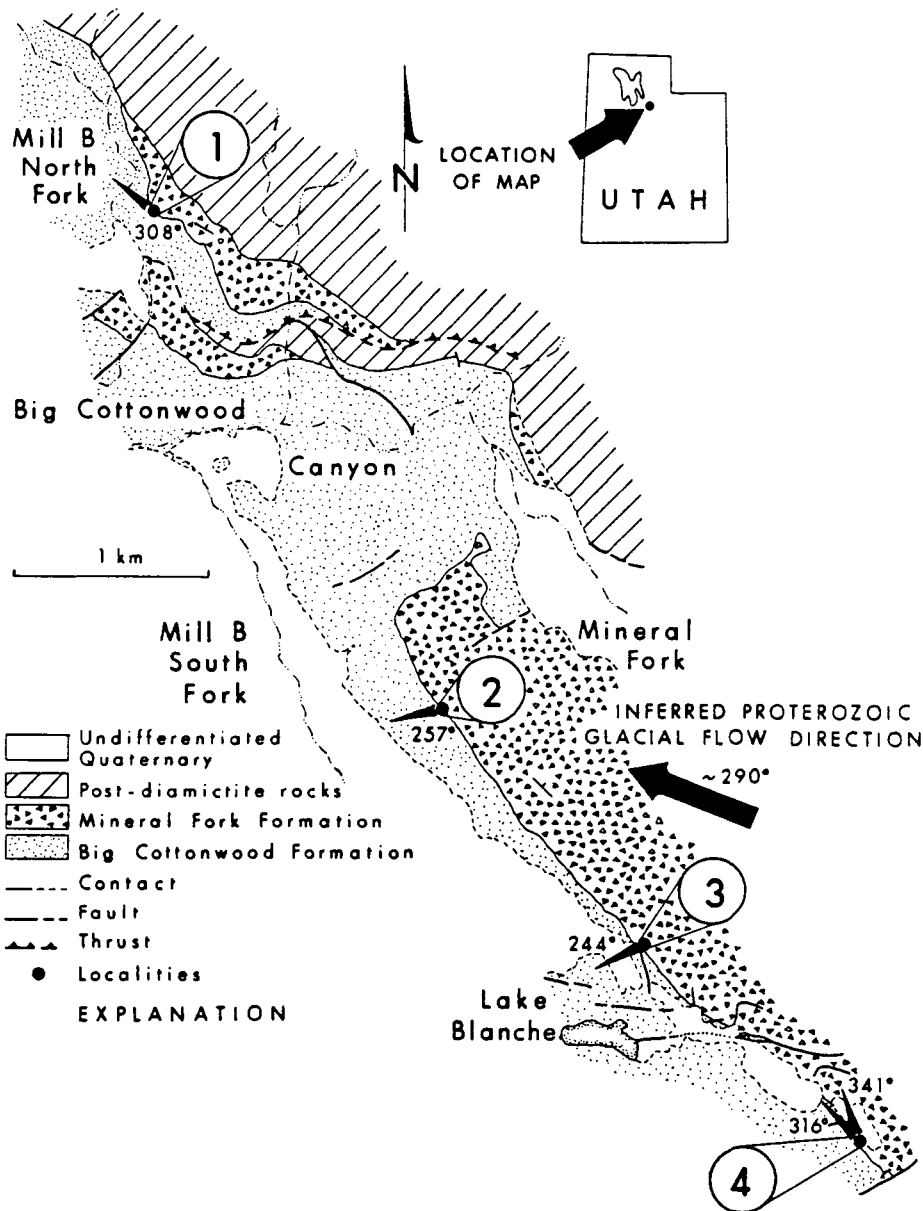 Mill B
North
Fork
1
308°
N
LOCATION
OF MAP
UTAH
Big Cottonwood
Canyon
1 km
Mill B
South
Fork
Mineral
Fork
2
257°
INFERRED PROTEROZOIC
GLACIAL FLOW DIRECTION
~290°
Undifferentiated
Quaternary
Post-diamictite rocks
Mineral Fork Formation
Big Cottonwood Formation
Contact
Fault
Thrust
Localities
EXPLANATION
3
244°
Lake
Blanche
341°
316°
4